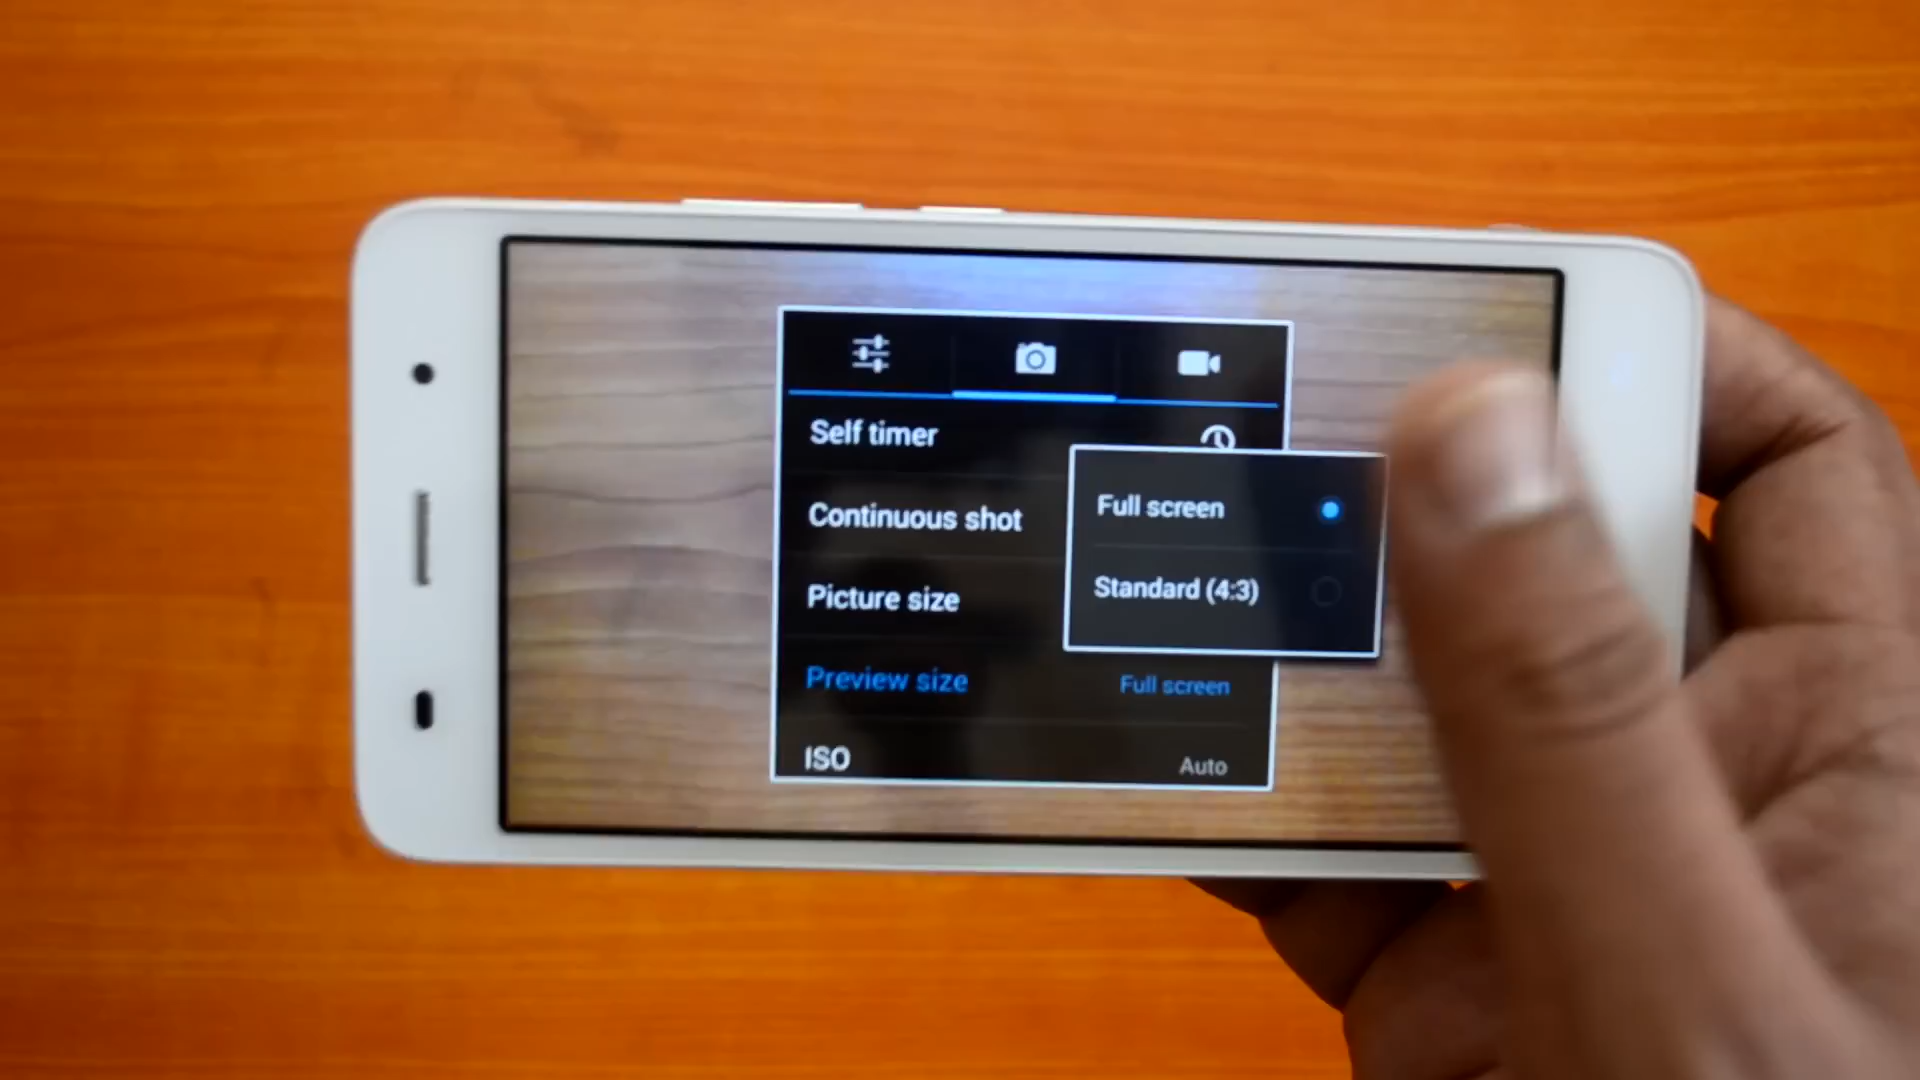 Self timer
Continuous shot
Full screen
Picture size
Standard (4:3)
Preview size
Full screen
ISO
Auto